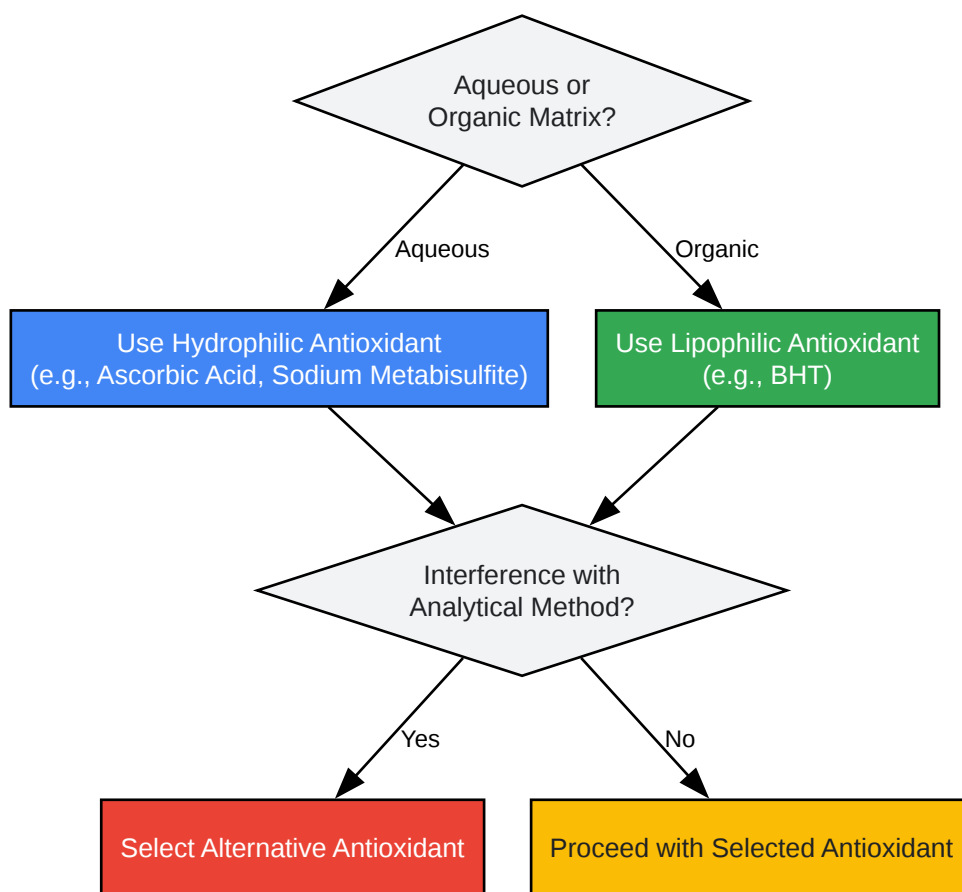 Aqueous or
Organic Matrix?
Aqueous
Organic
Use Hydrophilic Antioxidant
(e.g., Ascorbic Acid, Sodium Metabisulfite)
Use Lipophilic Antioxidant
(e.g., BHT)
Interference with
Analytical Method?
Yes
No
Select Alternative Antioxidant
Proceed with Selected Antioxidant